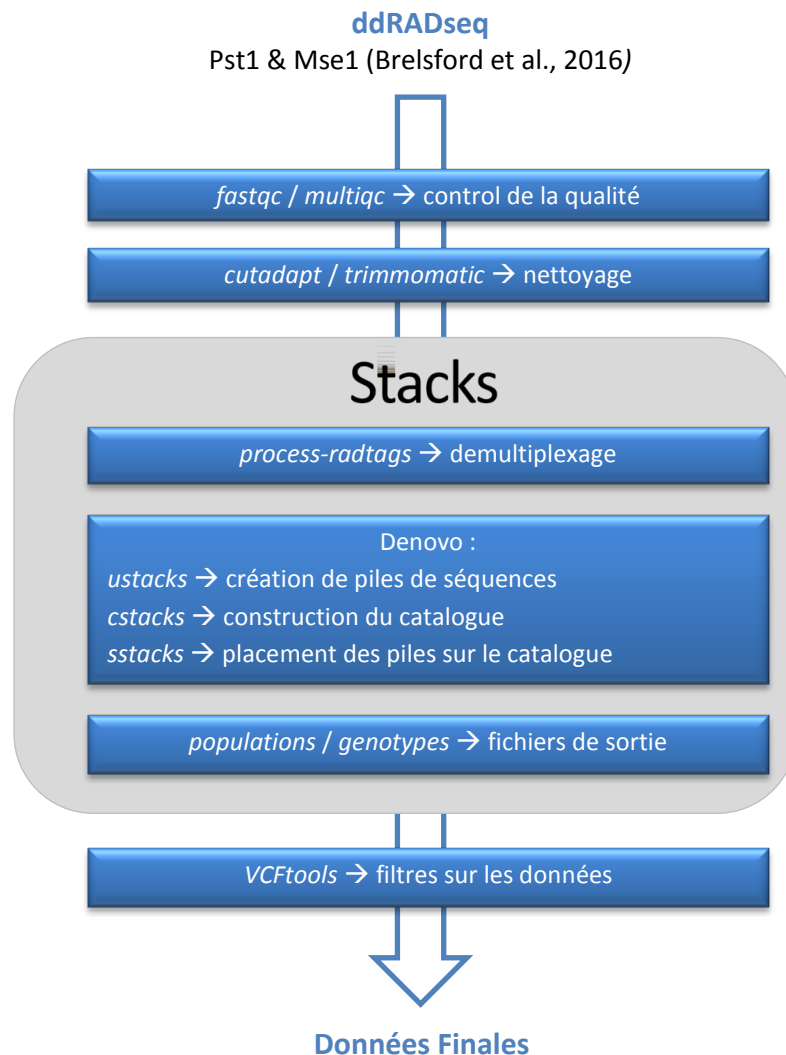 ddRADseq
Pst1 & Mse1 (Brelsford et al., 2016)
fastqc / multiqc → control de la qualité
cutadapt / trimmomatic → nettoyage
Stacks
process-radtags → demultiplexage
Denovo :
ustacks → création de piles de séquences
cstacks → construction du catalogue
sstacks → placement des piles sur le catalogue
populations / genotypes → fichiers de sortie
VCFtools → filtres sur les données
Données Finales